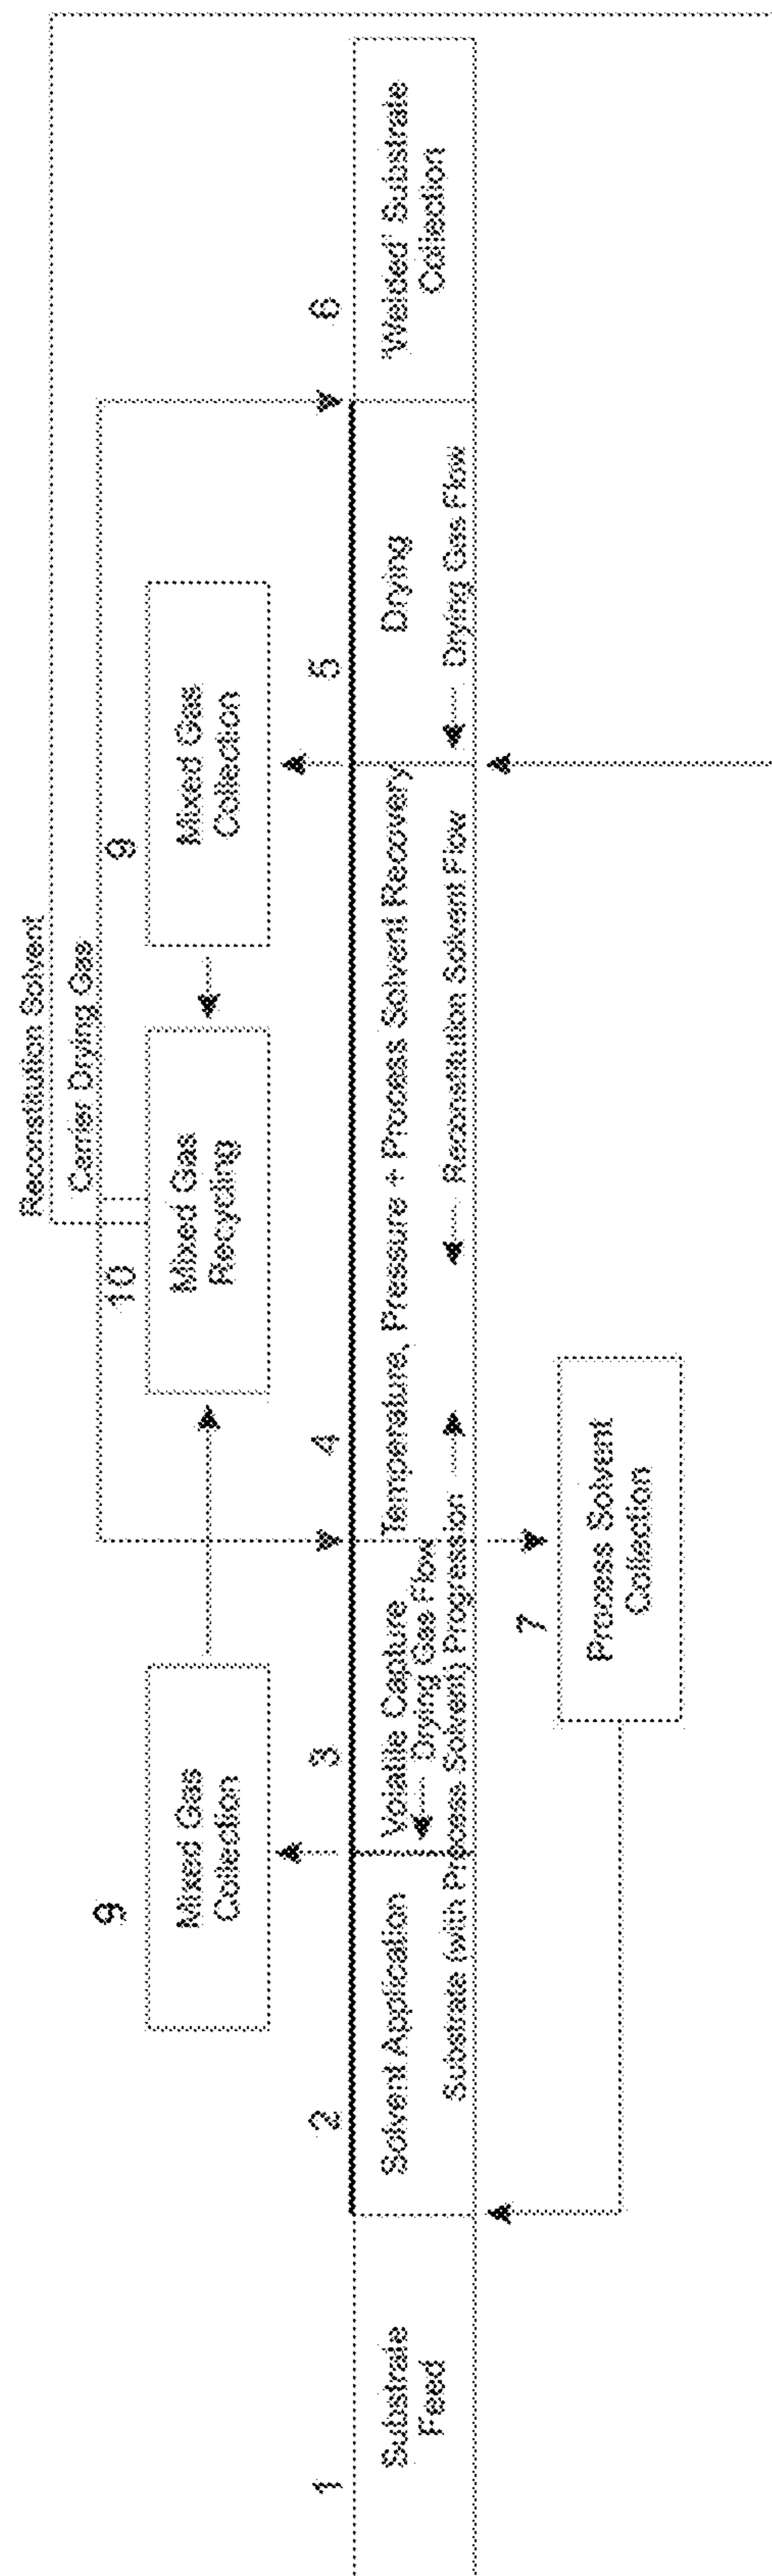 Reconstitution Solvent
Carrier Drying Gas
9
Mixed Gas
Collection
10
Mixed Gas
Recycling
9
Mixed Gas
Collection
1
Substrate
Feed
2
Solvent Application
3
Volatile Capture
Drying Gas Flow
Substrate (with Process Solvent) Progression
4
Temperature, Pressure + Process Solvent Recovery
Reconstitution Solvent Flow
5
Drying
Drying Gas Flow
6
'Welded' Substrate
Collection
7
Process Solvent
Collection